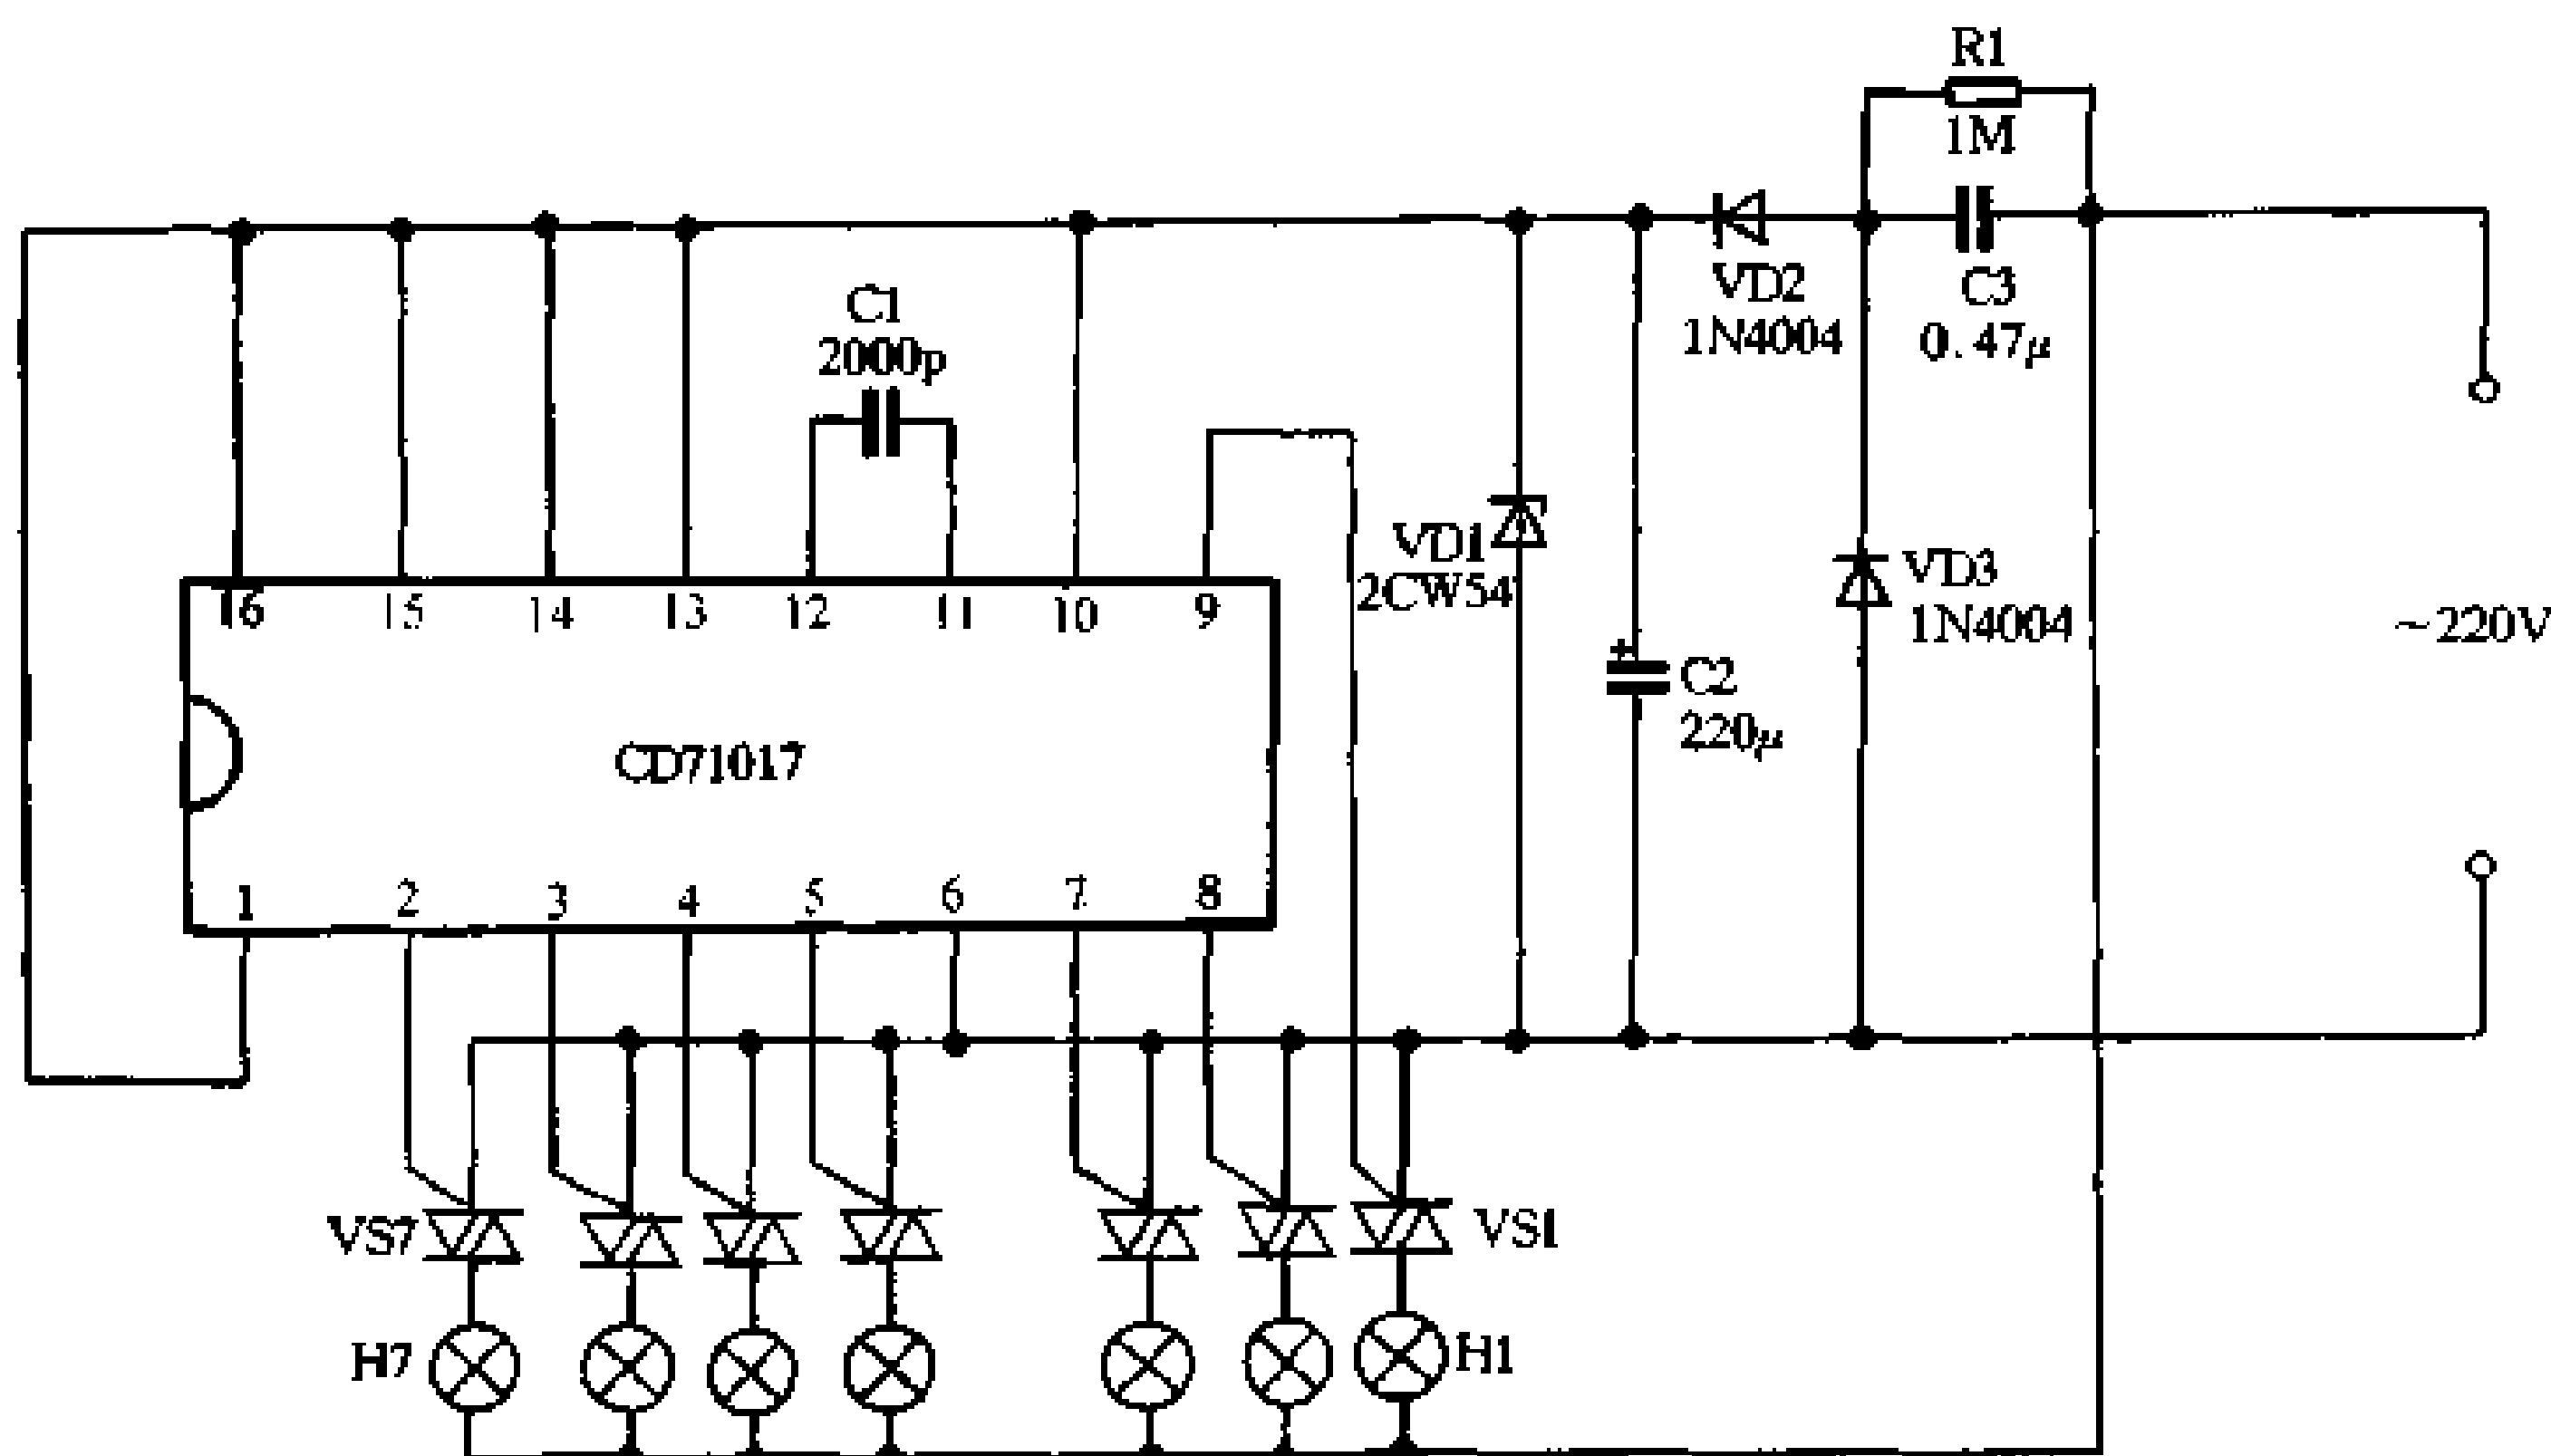 R1
1M
C1
2000p
VD2
1N4004
C3
0.47μ
VD1
2CW54
VD3
1N4004
~220V
C2
220μ
16 15 14 13 12 11 10 9
CD71017
1 2 3 4 5 6 7 8
VS7
VS1
H7
H1